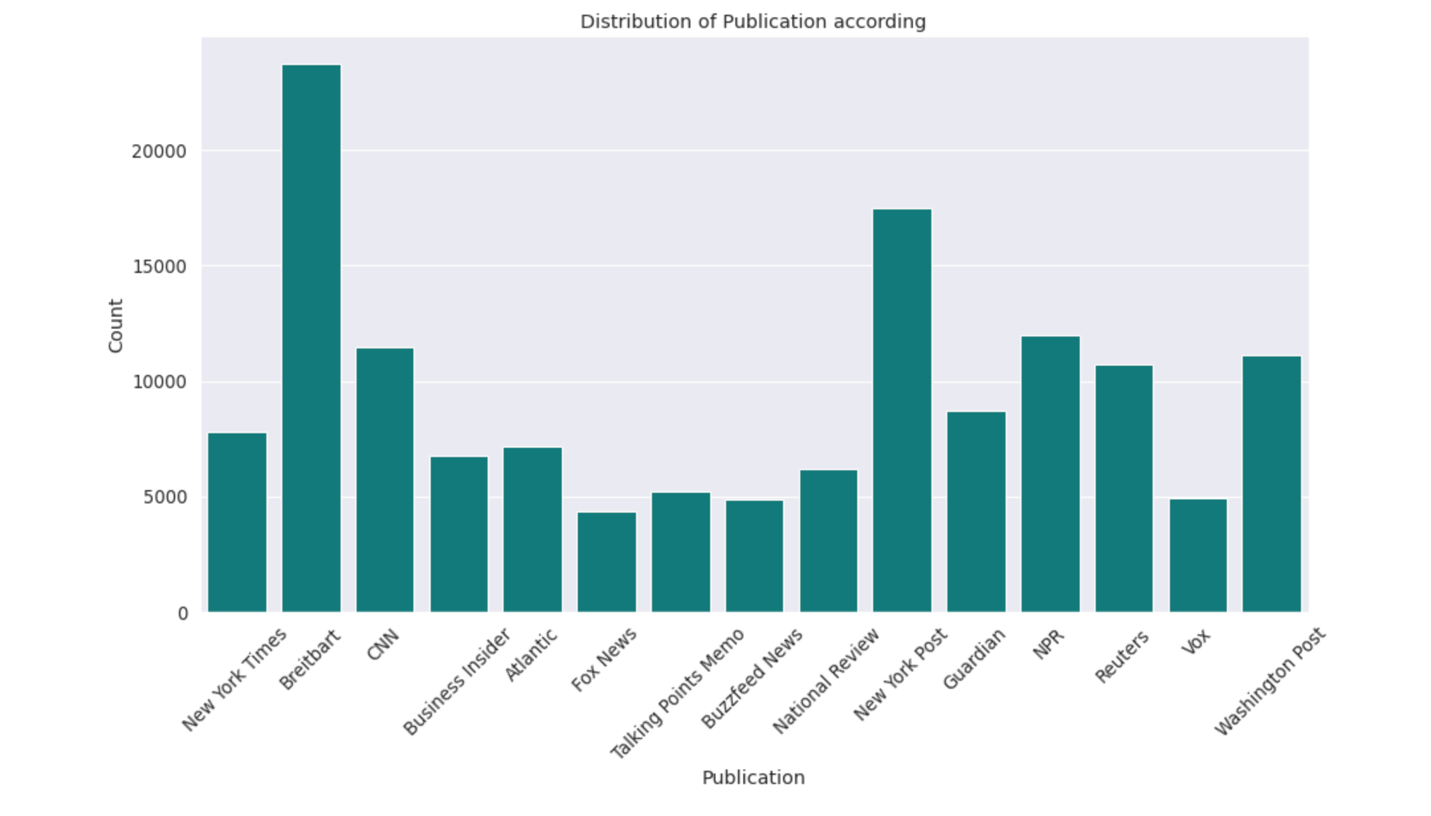 Distribution of Publication according
Count
20000
15000
10000
5000
0
New York Times
Breitbart
CNN
Business Insider
Atlantic
Fox News
Talking Points Memo
Buzzfeed News
National Review
New York Post
Guardian
NPR
Reuters
Vox
Washington Post
Publication